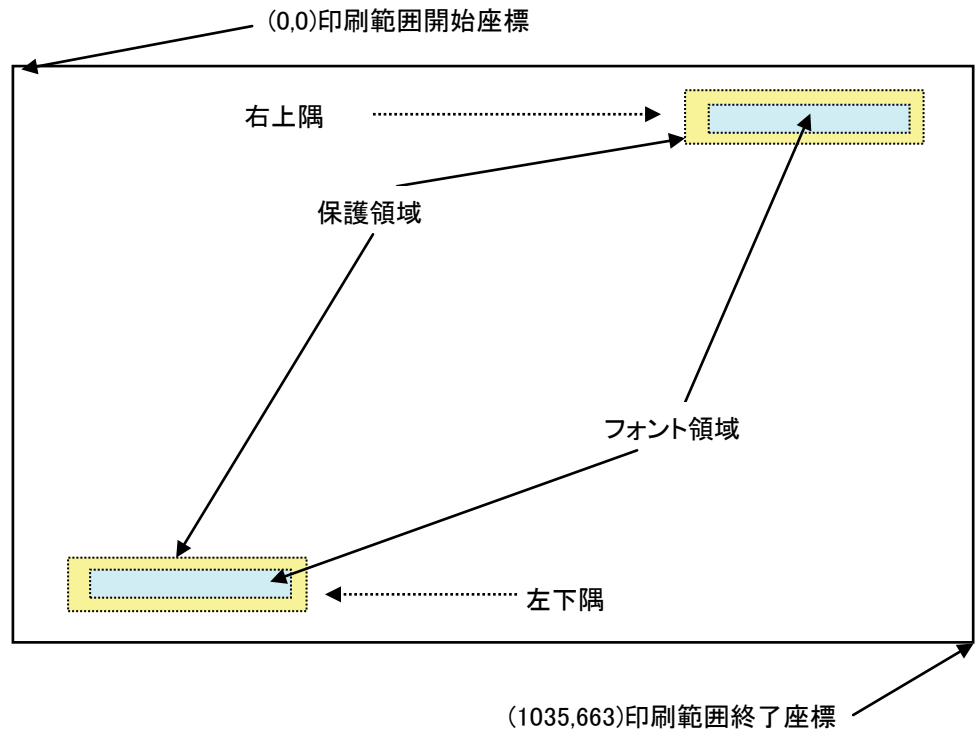 (0,0)印刷範囲開始座標
右上隅
保護領域
フォント領域
左下隅
(1035,663)印刷範囲終了座標